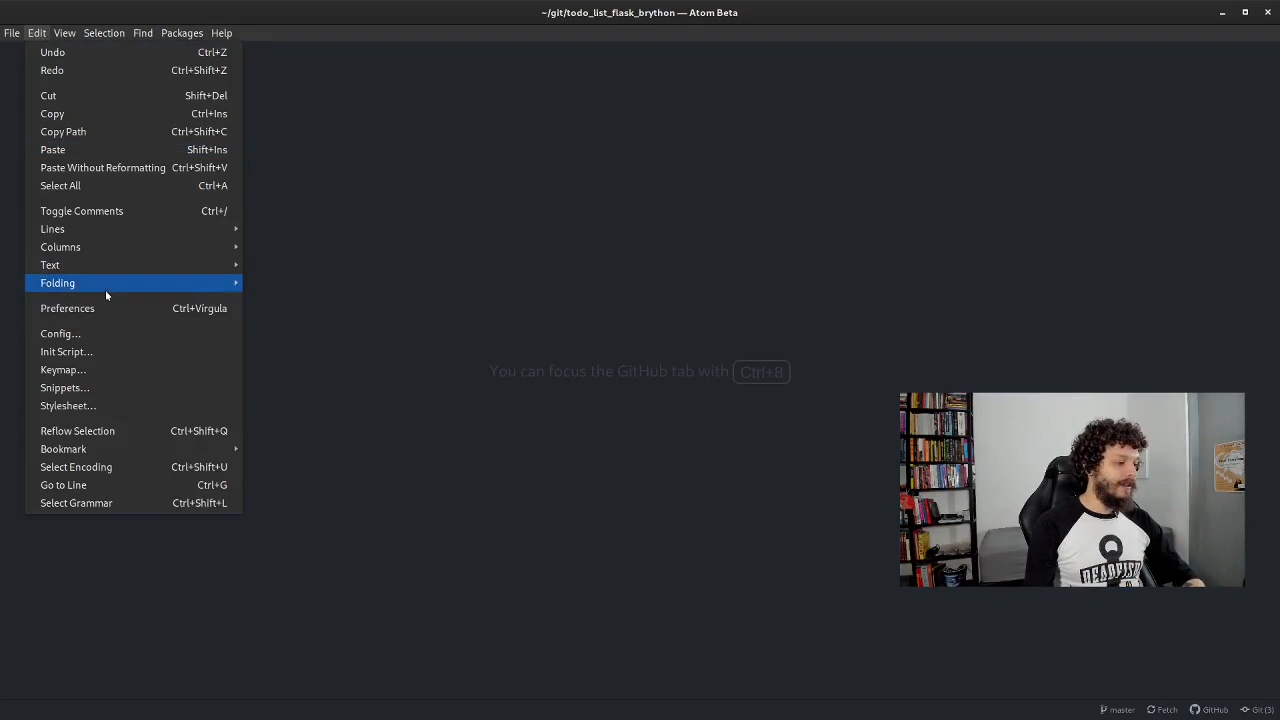 ~/git/todo_list_flask_brython — Atom Beta
File Edit View Selection Find Packages Help
Undo Ctrl+Z
Redo Ctrl+Shift+Z
Cut Shift+Del
Copy Ctrl+Ins
Copy Path Ctrl+Shift+C
Paste Shift+Ins
Paste Without Reformatting Ctrl+Shift+V
Select All Ctrl+A
Toggle Comments Ctrl+/
Lines
Columns
Text
Folding
Preferences Ctrl+Vírgula
Config...
Init Script...
Keymap...
Snippets...
Stylesheet...
Reflow Selection Ctrl+Shift+Q
Bookmark
Select Encoding Ctrl+Shift+U
Go to Line Ctrl+G
Select Grammar Ctrl+Shift+L
You can focus the GitHub tab with Ctrl+8
DEADFISH
master Fetch GitHub Git (3)